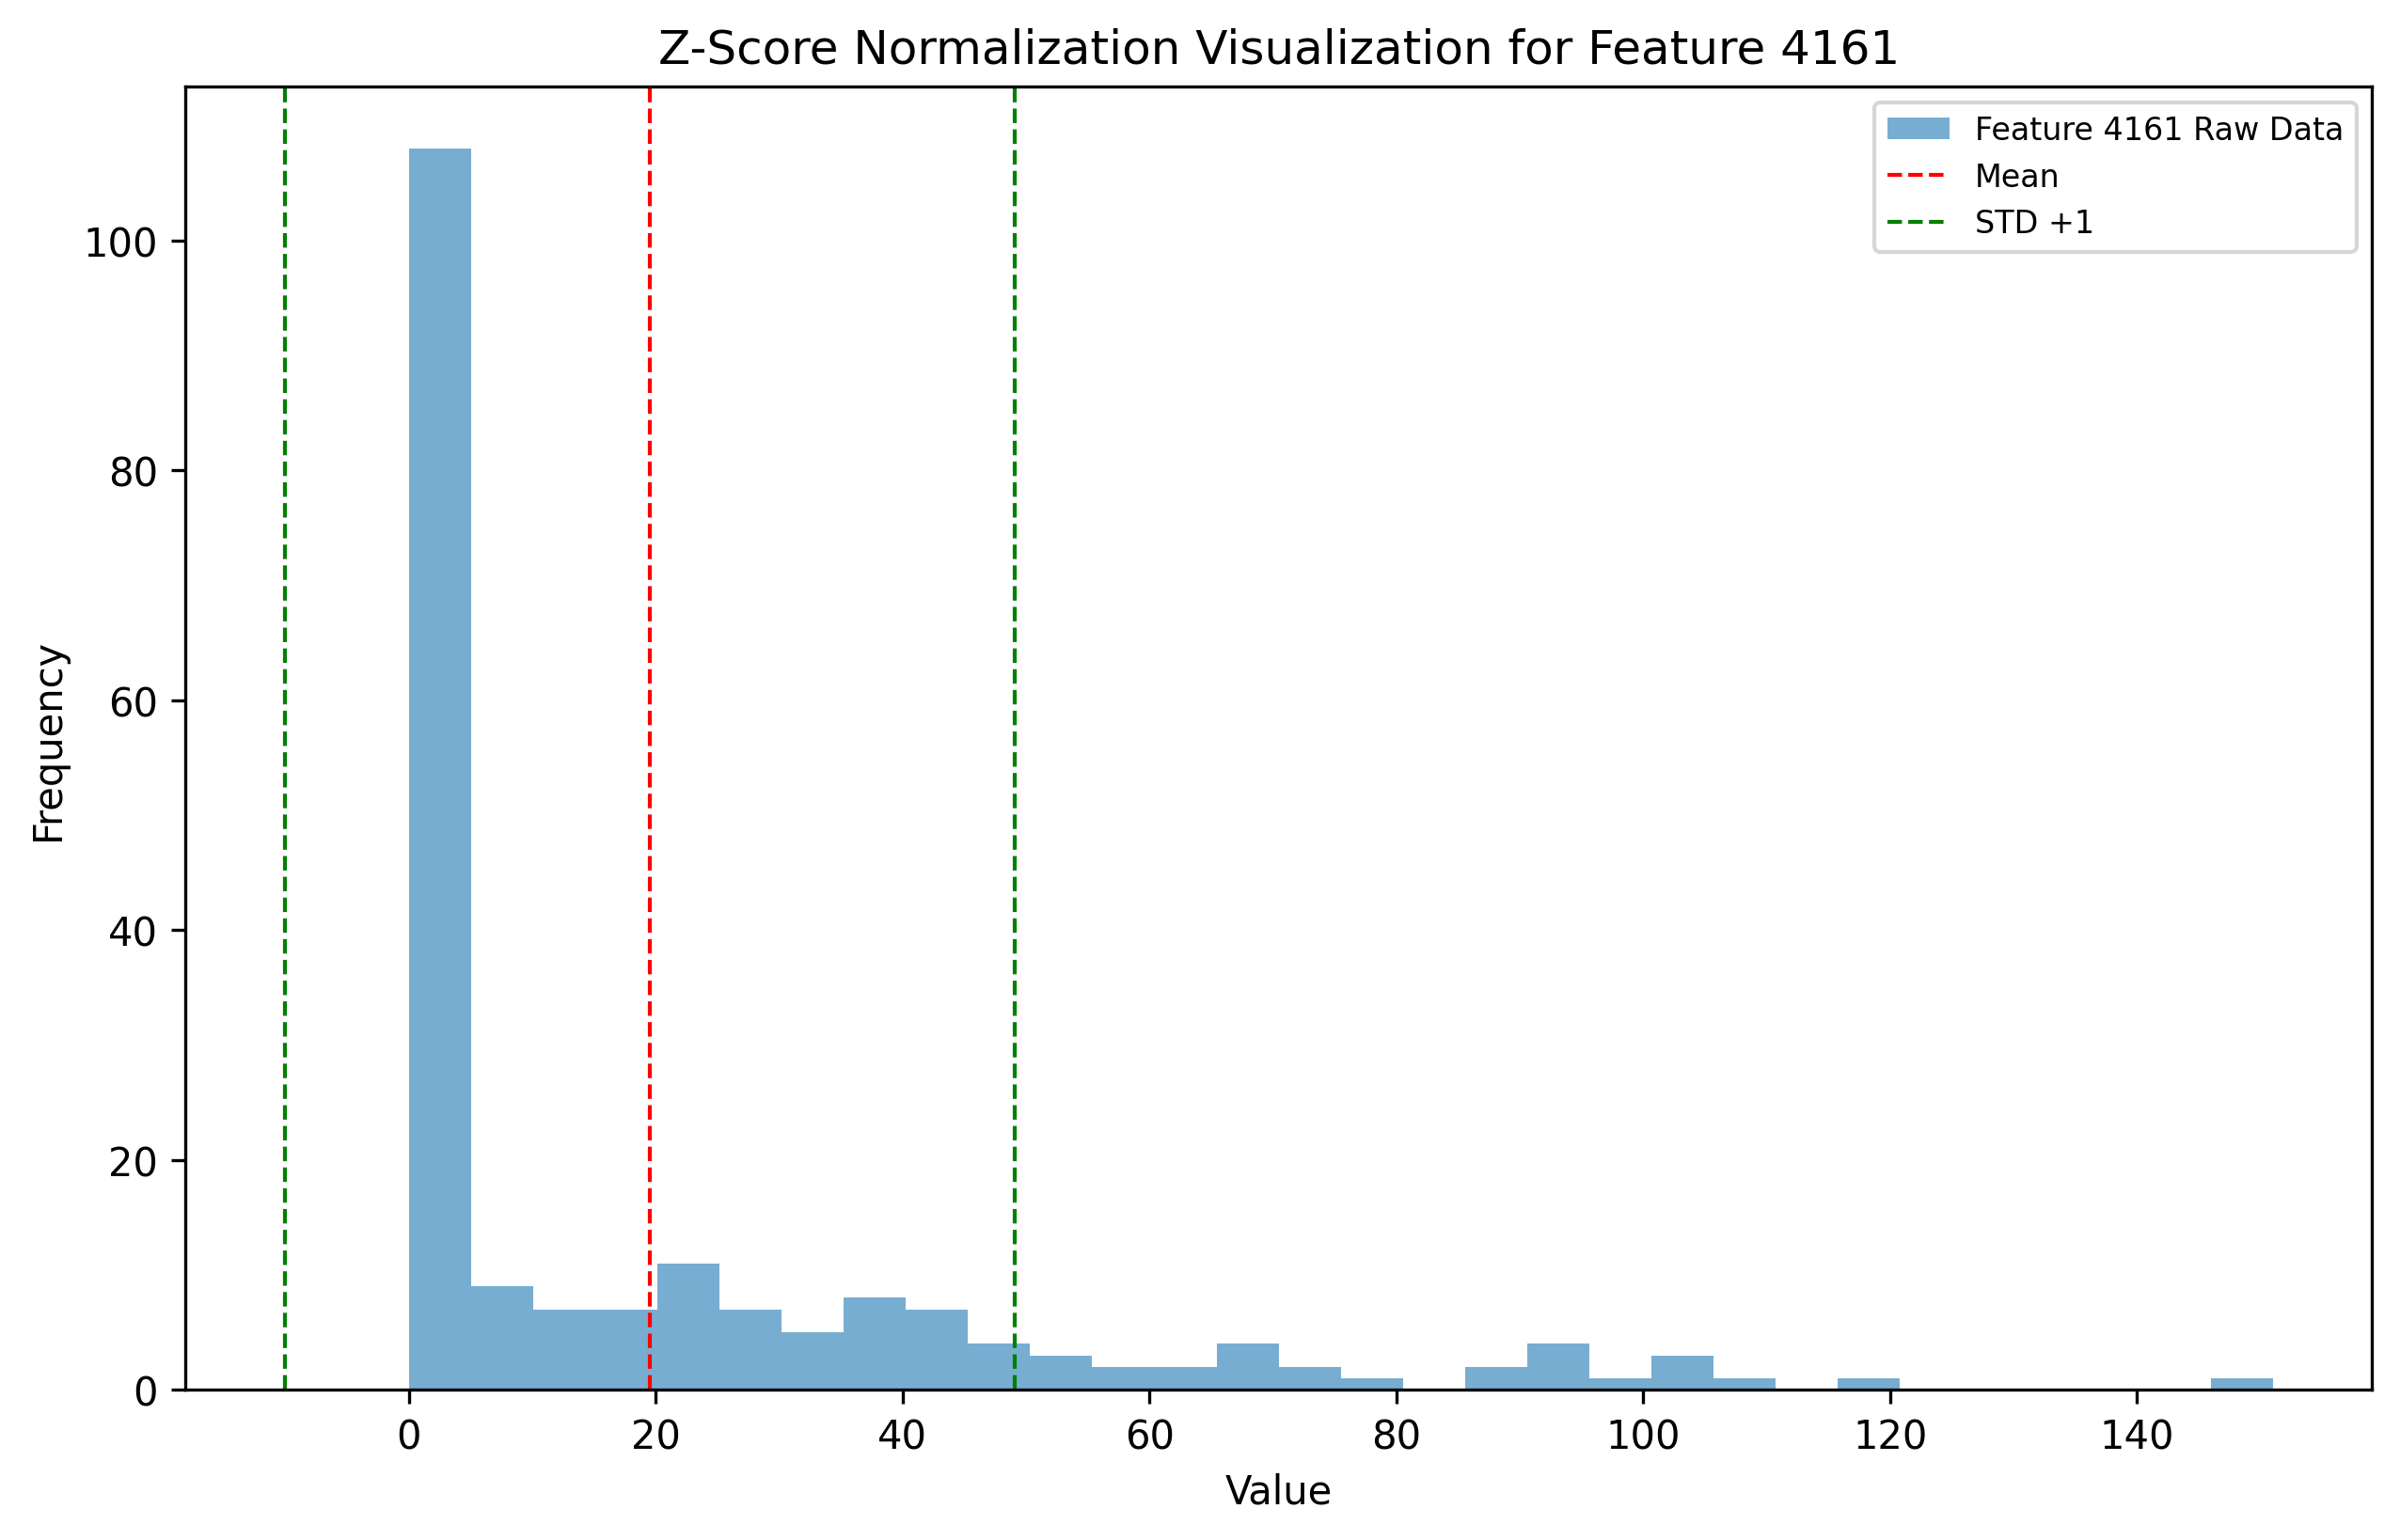 Z-Score Normalization Visualization for Feature 4161
Feature 4161 Raw Data
Mean
STD +1
100
80
60
40
20
0
Frequency
0 20 40 60 80 100 120 140
Value